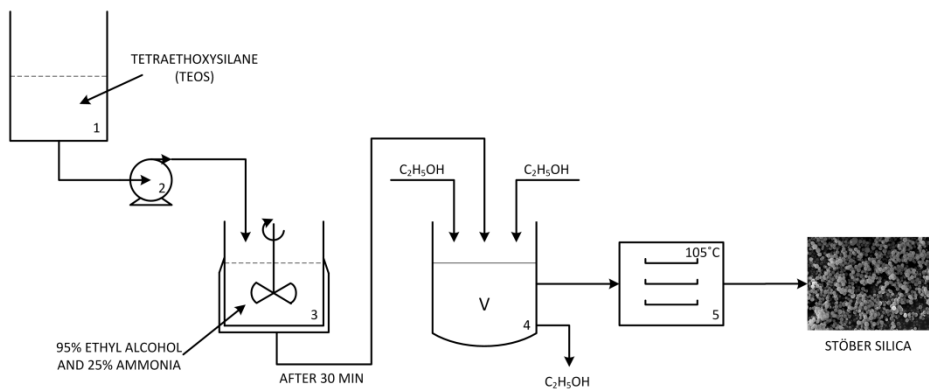 TETRAETHOXYSILANE
(TEOS)
1
2
C₂H₅OH
C₂H₅OH
105˚C
3
V
4
5
95% ETHYL ALCOHOL
AND 25% AMMONIA
AFTER 30 MIN
C₂H₅OH
STÖBER SILICA